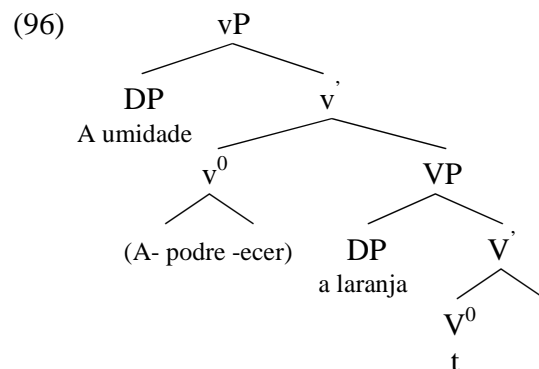 (96) vP
DP v'
A umidade
v⁰ VP
(A- podre -ecer) DP V'
a laranja
V⁰
t